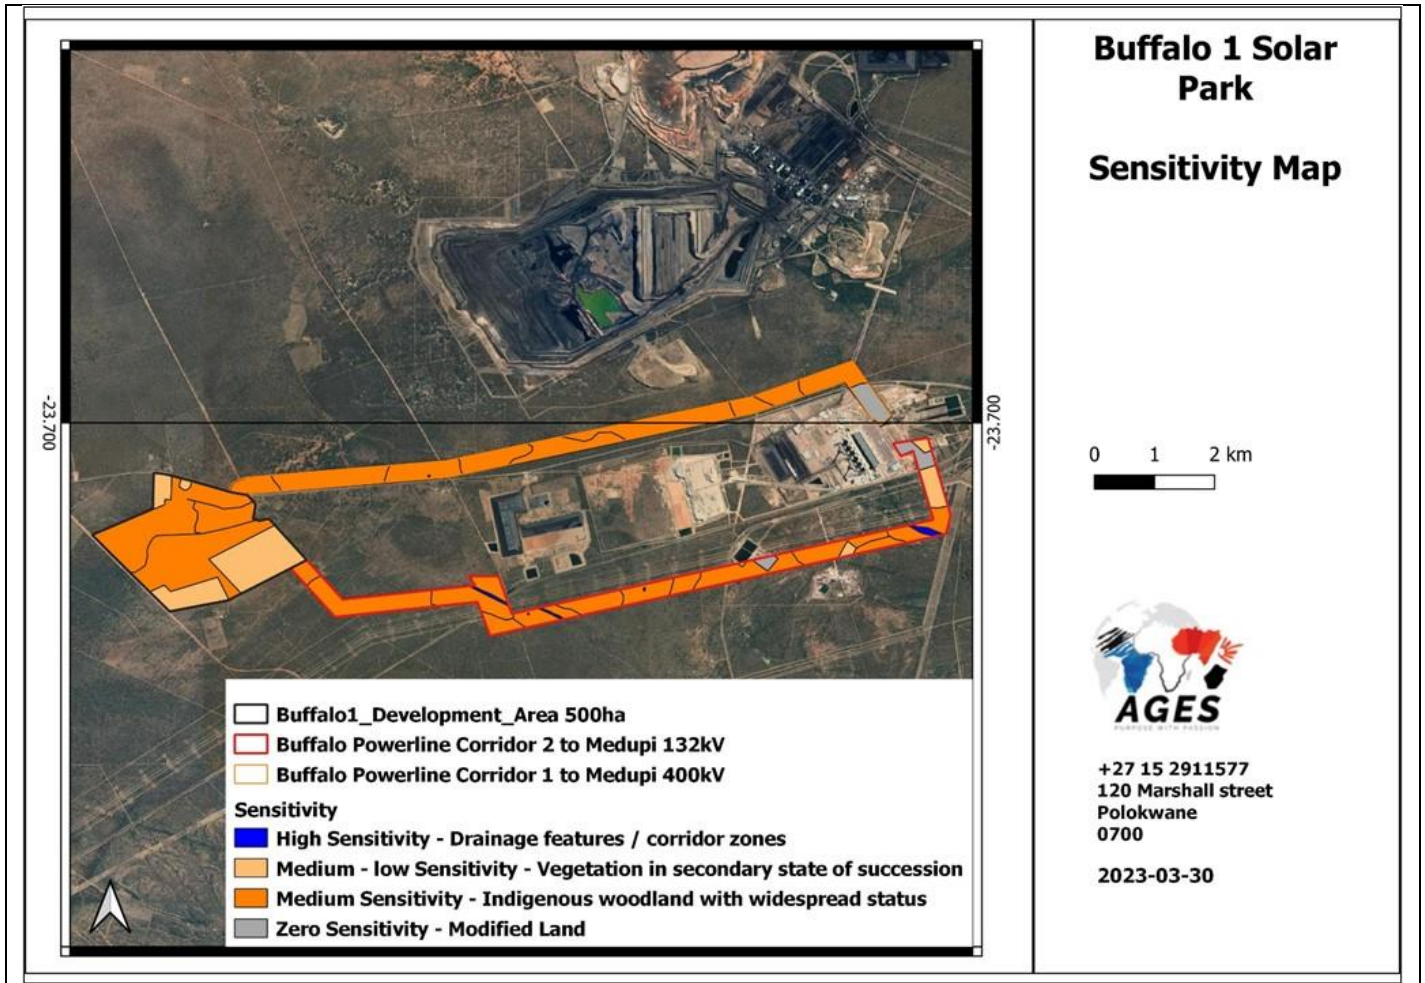 Buffalo 1 Solar
Park
Sensitivity Map
-23.700
-23.700
0 1 2 km
Buffalo1_Development_Area 500ha
Buffalo Powerline Corridor 2 to Medupi 132kV
Buffalo Powerline Corridor 1 to Medupi 400kV
Sensitivity
High Sensitivity - Drainage features / corridor zones
Medium - low Sensitivity - Vegetation in secondary state of succession
Medium Sensitivity - Indigenous woodland with widespread status
Zero Sensitivity - Modified Land
AGES
PURPOSE WITH PASSION
+27 15 2911577
120 Marshall street
Polokwane
0700
2023-03-30